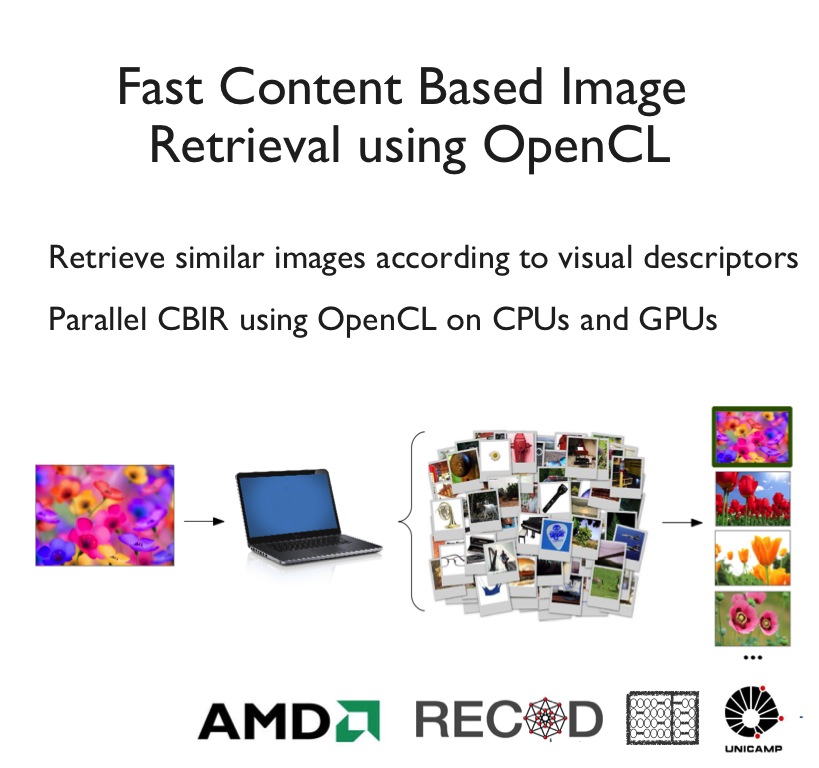 Fast Content Based Image
Retrieval using OpenCL
Retrieve similar images according to visual descriptors
Parallel CBIR using OpenCL on CPUs and GPUs
...
AMD
RECOD
UNICAMP